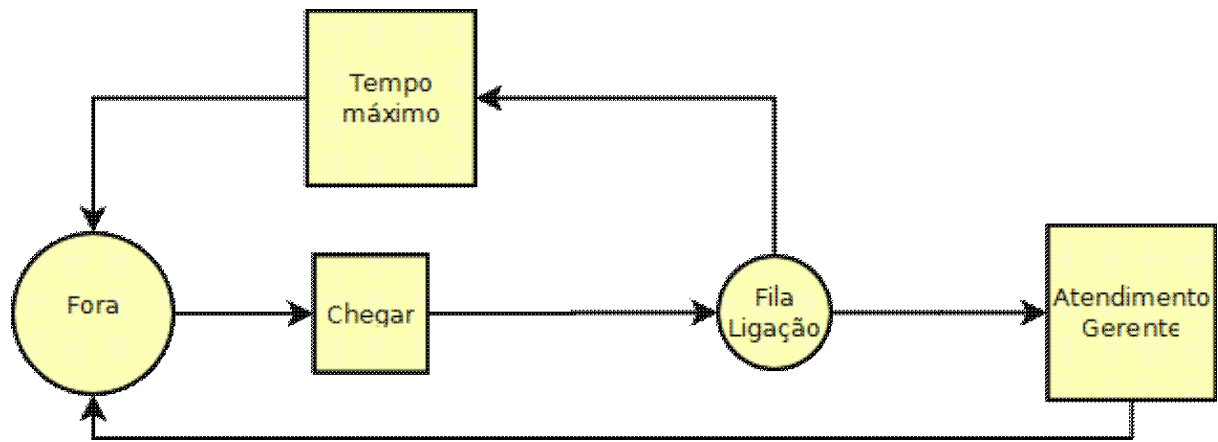 Tempo
máximo
Fora
Chegar
Fila
Ligação
Atendimento
Gerente